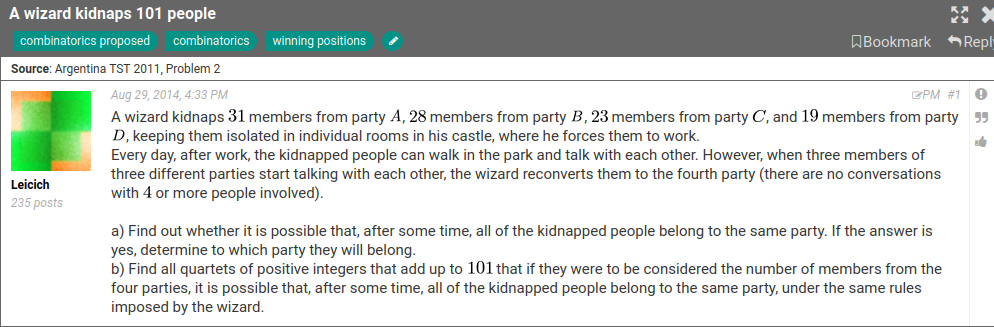 A wizard kidnaps 101 people
combinatorics proposed combinatorics winning positions
Bookmark Reply
Source: Argentina TST 2011, Problem 2
Aug 29, 2014, 4:33 PM PM #1
A wizard kidnaps 31 members from party A, 28 members from party B, 23 members from party C, and 19 members from party
D, keeping them isolated in individual rooms in his castle, where he forces them to work.
Every day, after work, the kidnapped people can walk in the park and talk with each other. However, when three members of
three different parties start talking with each other, the wizard reconverts them to the fourth party (there are no conversations
with 4 or more people involved).
Leicich
235 posts
a) Find out whether it is possible that, after some time, all of the kidnapped people belong to the same party. If the answer is
yes, determine to which party they will belong.
b) Find all quartets of positive integers that add up to 101 that if they were to be considered the number of members from the
four parties, it is possible that, after some time, all of the kidnapped people belong to the same party, under the same rules
imposed by the wizard.